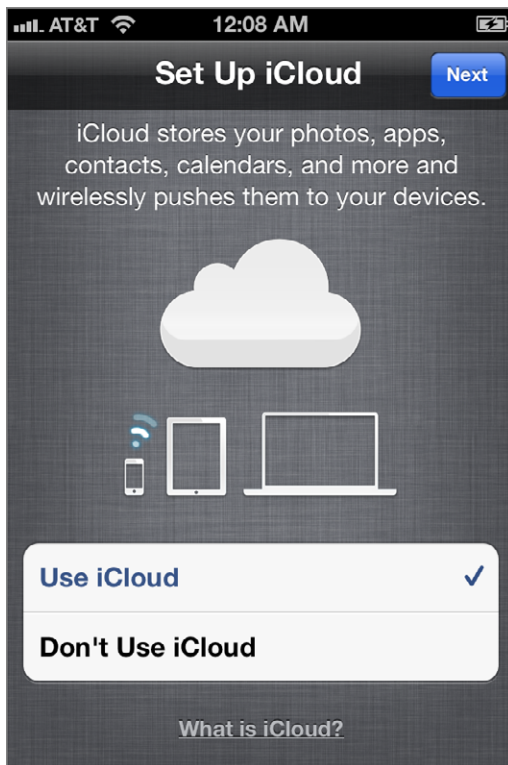 AT&T 12:08 AM
Set Up iCloud Next
iCloud stores your photos, apps,
contacts, calendars, and more and
wirelessly pushes them to your devices.
Use iCloud
Don't Use iCloud
What is iCloud?